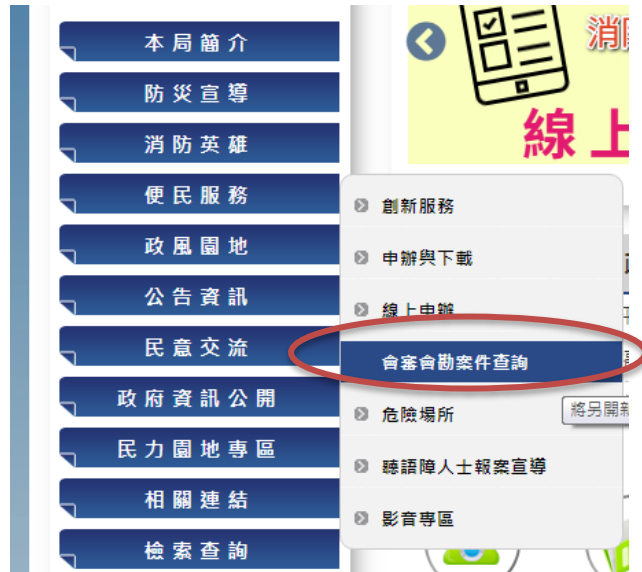 本局簡介
防災宣導
消防英雄
便民服務
政風園地
公告資訊
民意交流
政府資訊公開
民力園地專區
相關連結
檢索查詢
創新服務
申辦與下載
線上申辦
會審會勘案件查詢
危險場所
聽語障人士報案宣導
影音專區
將另開新
消防
線上